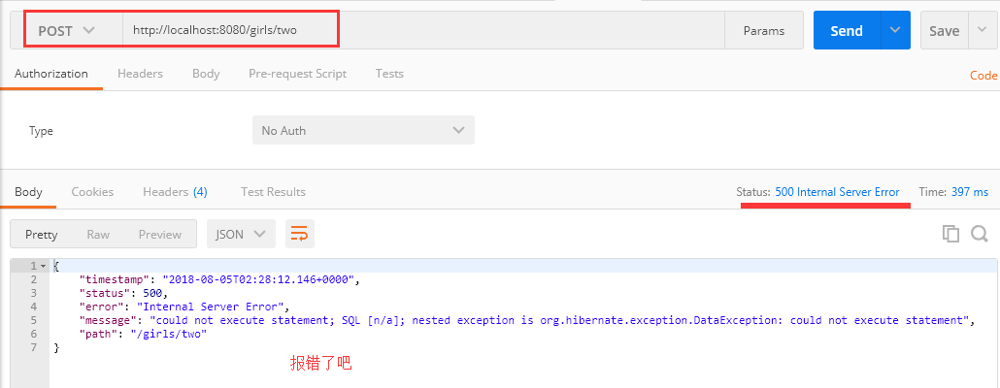 POST http://localhost:8080/girls/two Params Send Save
Authorization Headers Body Pre-request Script Tests Code
Type No Auth
Body Cookies Headers (4) Test Results Status: 500 Internal Server Error Time: 397 ms
Pretty Raw Preview JSON
1 {
2 "timestamp": "2018-08-05T02:28:12.146+0000",
3 "status": 500,
4 "error": "Internal Server Error",
5 "message": "could not execute statement; SQL [n/a]; nested exception is org.hibernate.exception.DataException: could not execute statement",
6 "path": "/girls/two"
7 }
报错了吧